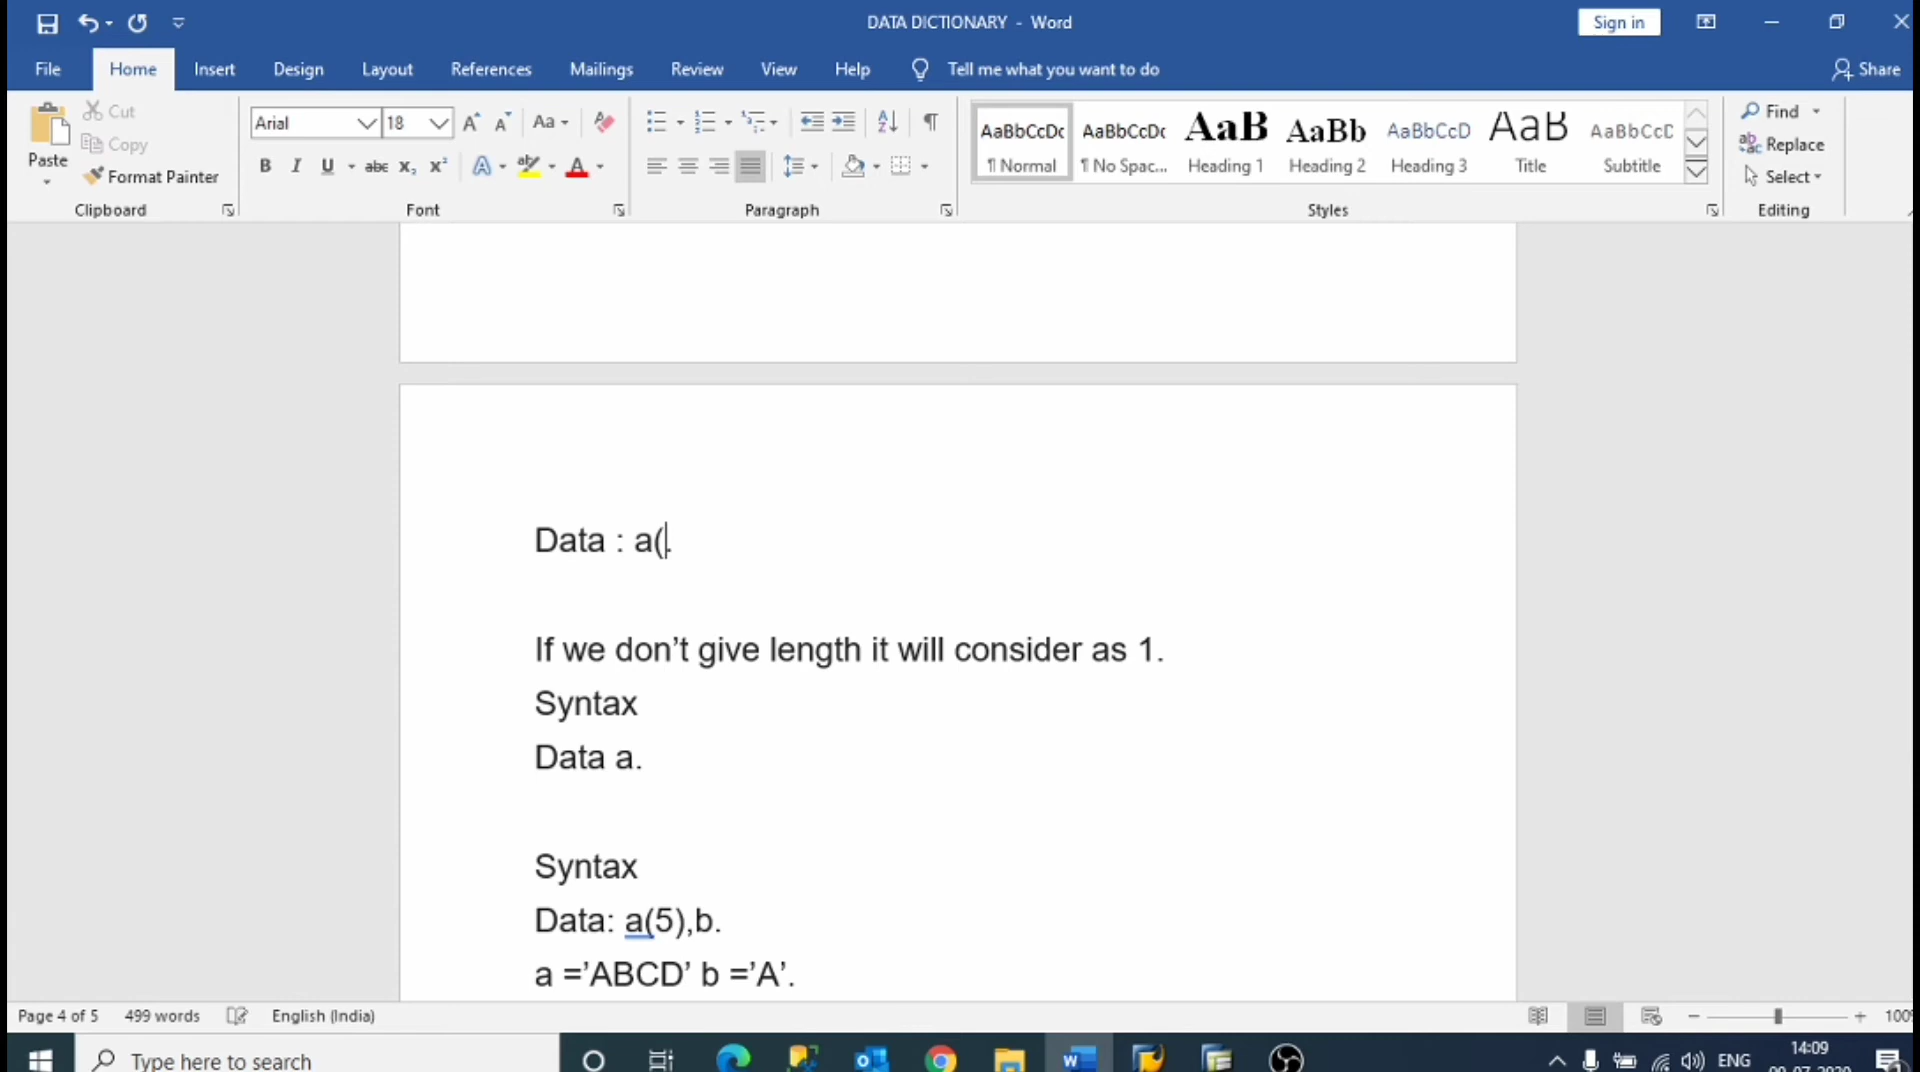 DATA DICTIONARY - Word
Sign in
File Home Insert Design Layout References Mailings Review View Help Tell me what you want to do Share
Paste
Cut
Copy
Format Painter
Clipboard
Arial 18
Font
Paragraph
AaBbCcDc AaBbCcDc AaB AaBb AaBbCcD AaB AaBbCcD
¶ Normal ¶ No Spac... Heading 1 Heading 2 Heading 3 Title Subtitle
Styles
Find
Replace
Select
Editing
Data : a(.
If we don’t give length it will consider as 1.
Syntax
Data a.
Syntax
Data: a(5),b.
a =’ABCD’ b =’A’.
Page 4 of 5 499 words English (India)
Type here to search
ENG
14:09